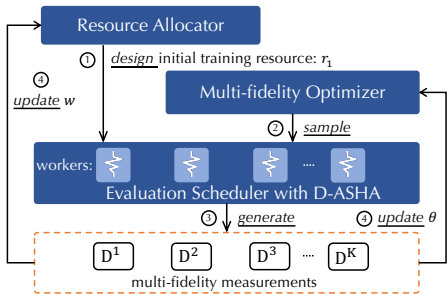 Resource Allocator
① design initial training resource: r₁
④
update w
Multi-fidelity Optimizer
② sample
workers:
....
Evaluation Scheduler with D-ASHA
③ generate
④ update θ
D¹ D² D³ .... Dᴷ
multi-fidelity measurements